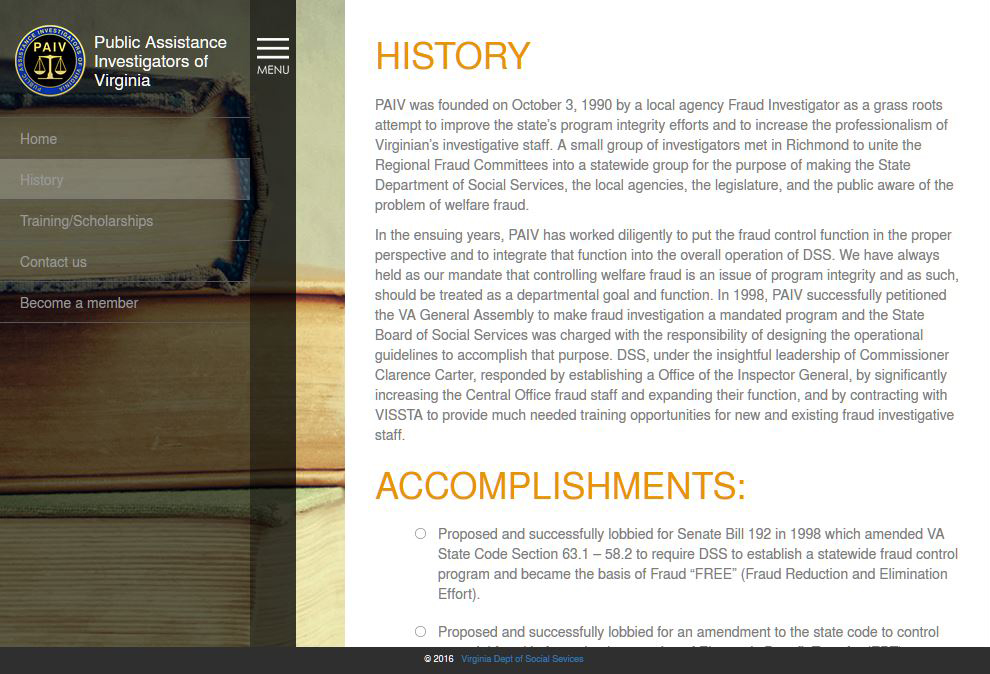 PAIV
PUBLIC ASSISTANCE INVESTIGATORS OF VIRGINIA
Public Assistance
Investigators of
Virginia
MENU
Home
History
Training/Scholarships
Contact us
Become a member
HISTORY
PAIV was founded on October 3, 1990 by a local agency Fraud Investigator as a grass roots
attempt to improve the state's program integrity efforts and to increase the professionalism of
Virginian's investigative staff. A small group of investigators met in Richmond to unite the
Regional Fraud Committees into a statewide group for the purpose of making the State
Department of Social Services, the local agencies, the legislature, and the public aware of the
problem of welfare fraud.
In the ensuing years, PAIV has worked diligently to put the fraud control function in the proper
perspective and to integrate that function into the overall operation of DSS. We have always
held as our mandate that controlling welfare fraud is an issue of program integrity and as such,
should be treated as a departmental goal and function. In 1998, PAIV successfully petitioned
the VA General Assembly to make fraud investigation a mandated program and the State
Board of Social Services was charged with the responsibility of designing the operational
guidelines to accomplish that purpose. DSS, under the insightful leadership of Commissioner
Clarence Carter, responded by establishing a Office of the Inspector General, by significantly
increasing the Central Office fraud staff and expanding their function, and by contracting with
VISSTA to provide much needed training opportunities for new and existing fraud investigative
staff.
ACCOMPLISHMENTS:
Proposed and successfully lobbied for Senate Bill 192 in 1998 which amended VA
State Code Section 63.1 – 58.2 to require DSS to establish a statewide fraud control
program and became the basis of Fraud “FREE” (Fraud Reduction and Elimination
Effort).
Proposed and successfully lobbied for an amendment to the state code to control
© 2016 Virginia Dept of Social Sevices